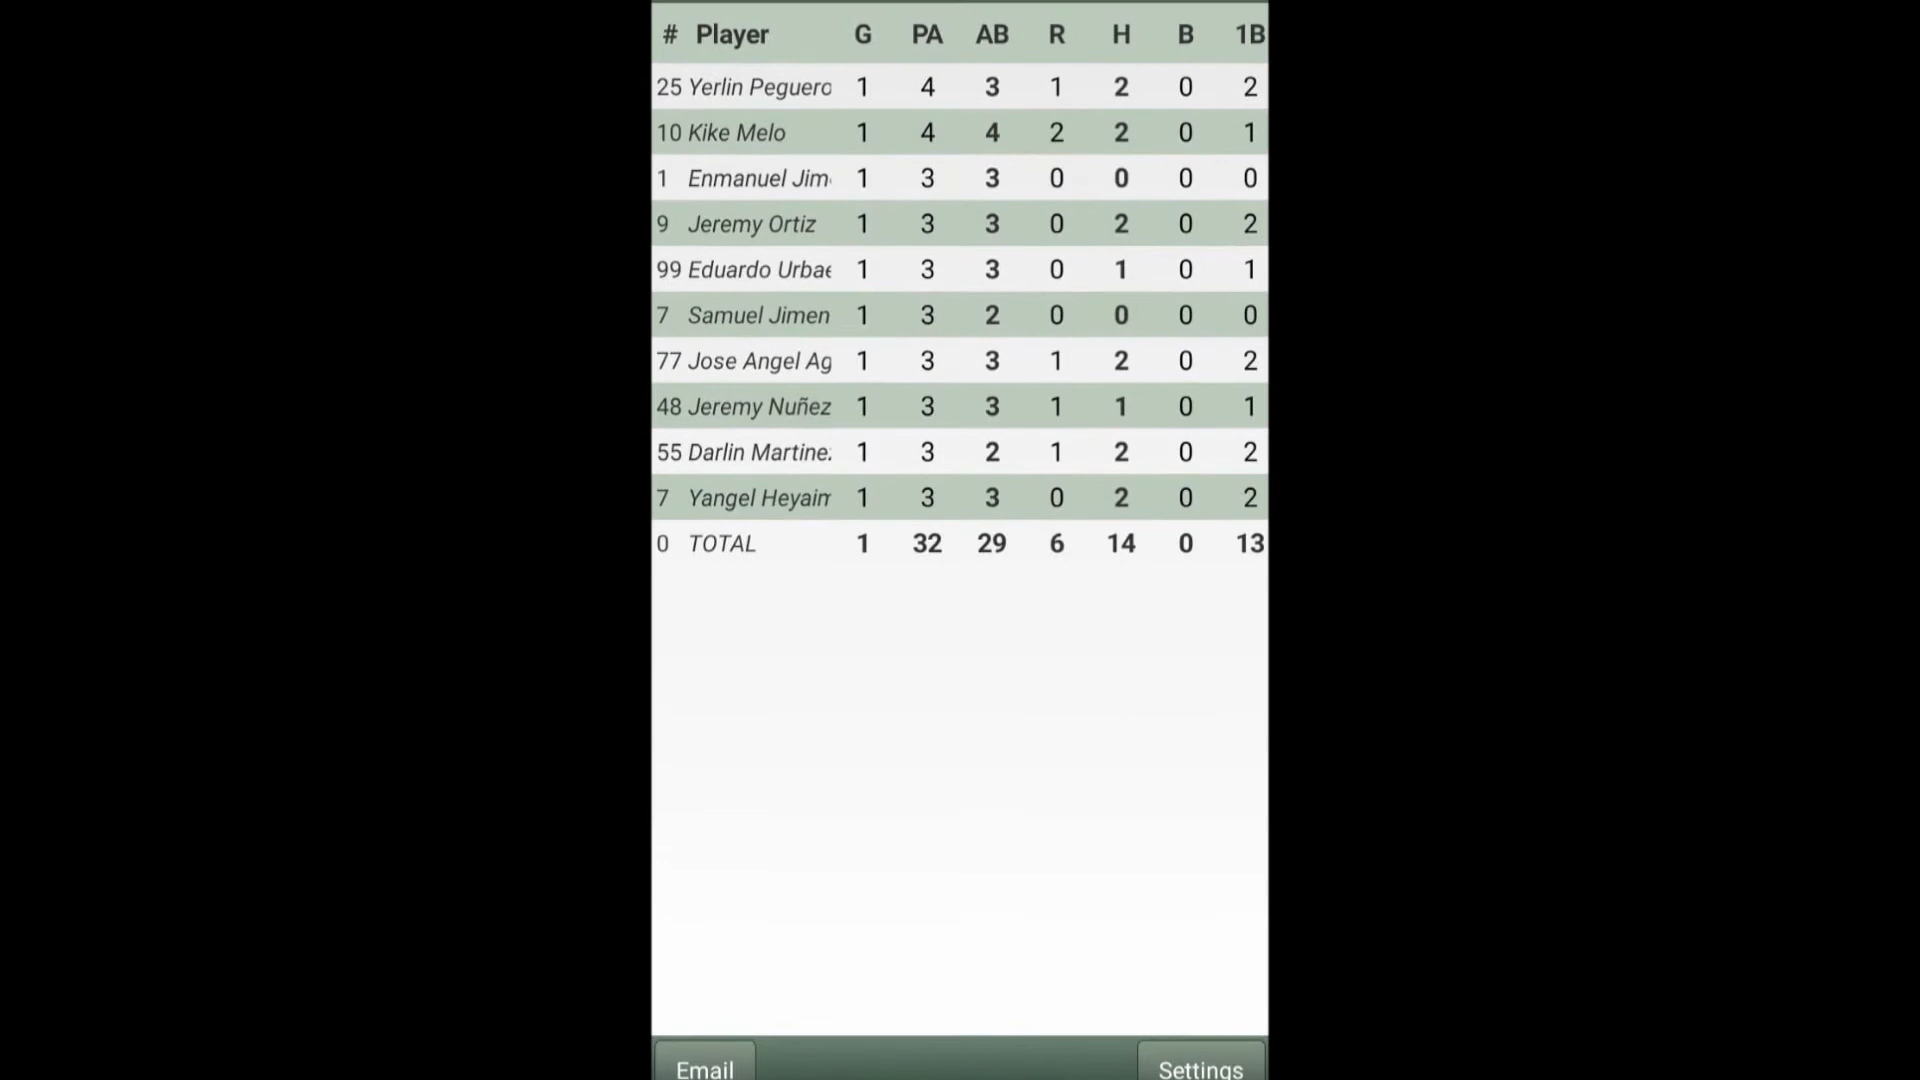 # Player G PA AB R H B 1B
25 Yerlin Peguero 1 4 3 1 2 0 2
10 Kike Melo 1 4 4 2 2 0 1
1 Enmanuel Jim 1 3 3 0 0 0 0
9 Jeremy Ortiz 1 3 3 0 2 0 2
99 Eduardo Urbae 1 3 3 0 1 0 1
7 Samuel Jimen 1 3 2 0 0 0 0
77 Jose Angel Ag 1 3 3 1 2 0 2
48 Jeremy Nuñez 1 3 3 1 1 0 1
55 Darlin Martinez 1 3 2 1 2 0 2
7 Yangel Heyaim 1 3 3 0 2 0 2
0 TOTAL 1 32 29 6 14 0 13
Email Settings